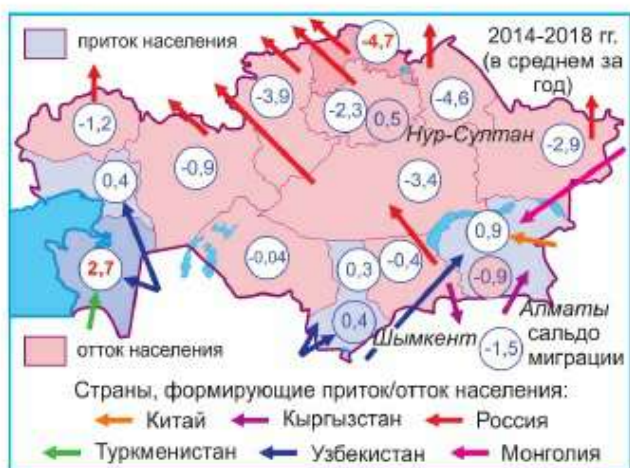 приток населения
2014-2018 гг.
(в среднем за
год)
-4,7
-3,9
-2,3
0,5
-4,6
Нур-Султан
-1,2
-2,9
-0,9
0,4
-3,4
0,9
2,7
-0,04
0,3
-0,4
-0,9
0,4
Шымкент
Алматы
-1,5
сальдо
миграции
отток населения
Страны, формирующие приток/отток населения:
Китай Кыргызстан Россия
Туркменистан Узбекистан Монголия